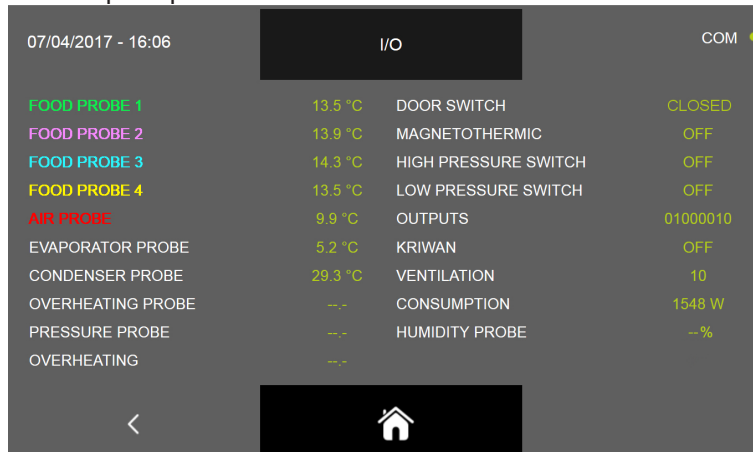 07/04/2017 - 16:06 I/O COM
FOOD PROBE 1 13.5 °C DOOR SWITCH CLOSED
FOOD PROBE 2 13.9 °C MAGNETOTHERMIC OFF
FOOD PROBE 3 14.3 °C HIGH PRESSURE SWITCH OFF
FOOD PROBE 4 13.5 °C LOW PRESSURE SWITCH OFF
AIR PROBE 9.9 °C OUTPUTS 01000010
EVAPORATOR PROBE 5.2 °C KRIWAN OFF
CONDENSER PROBE 29.3 °C VENTILATION 10
OVERHEATING PROBE --.- CONSUMPTION 1548 W
PRESSURE PROBE --.- HUMIDITY PROBE --%
OVERHEATING --.-